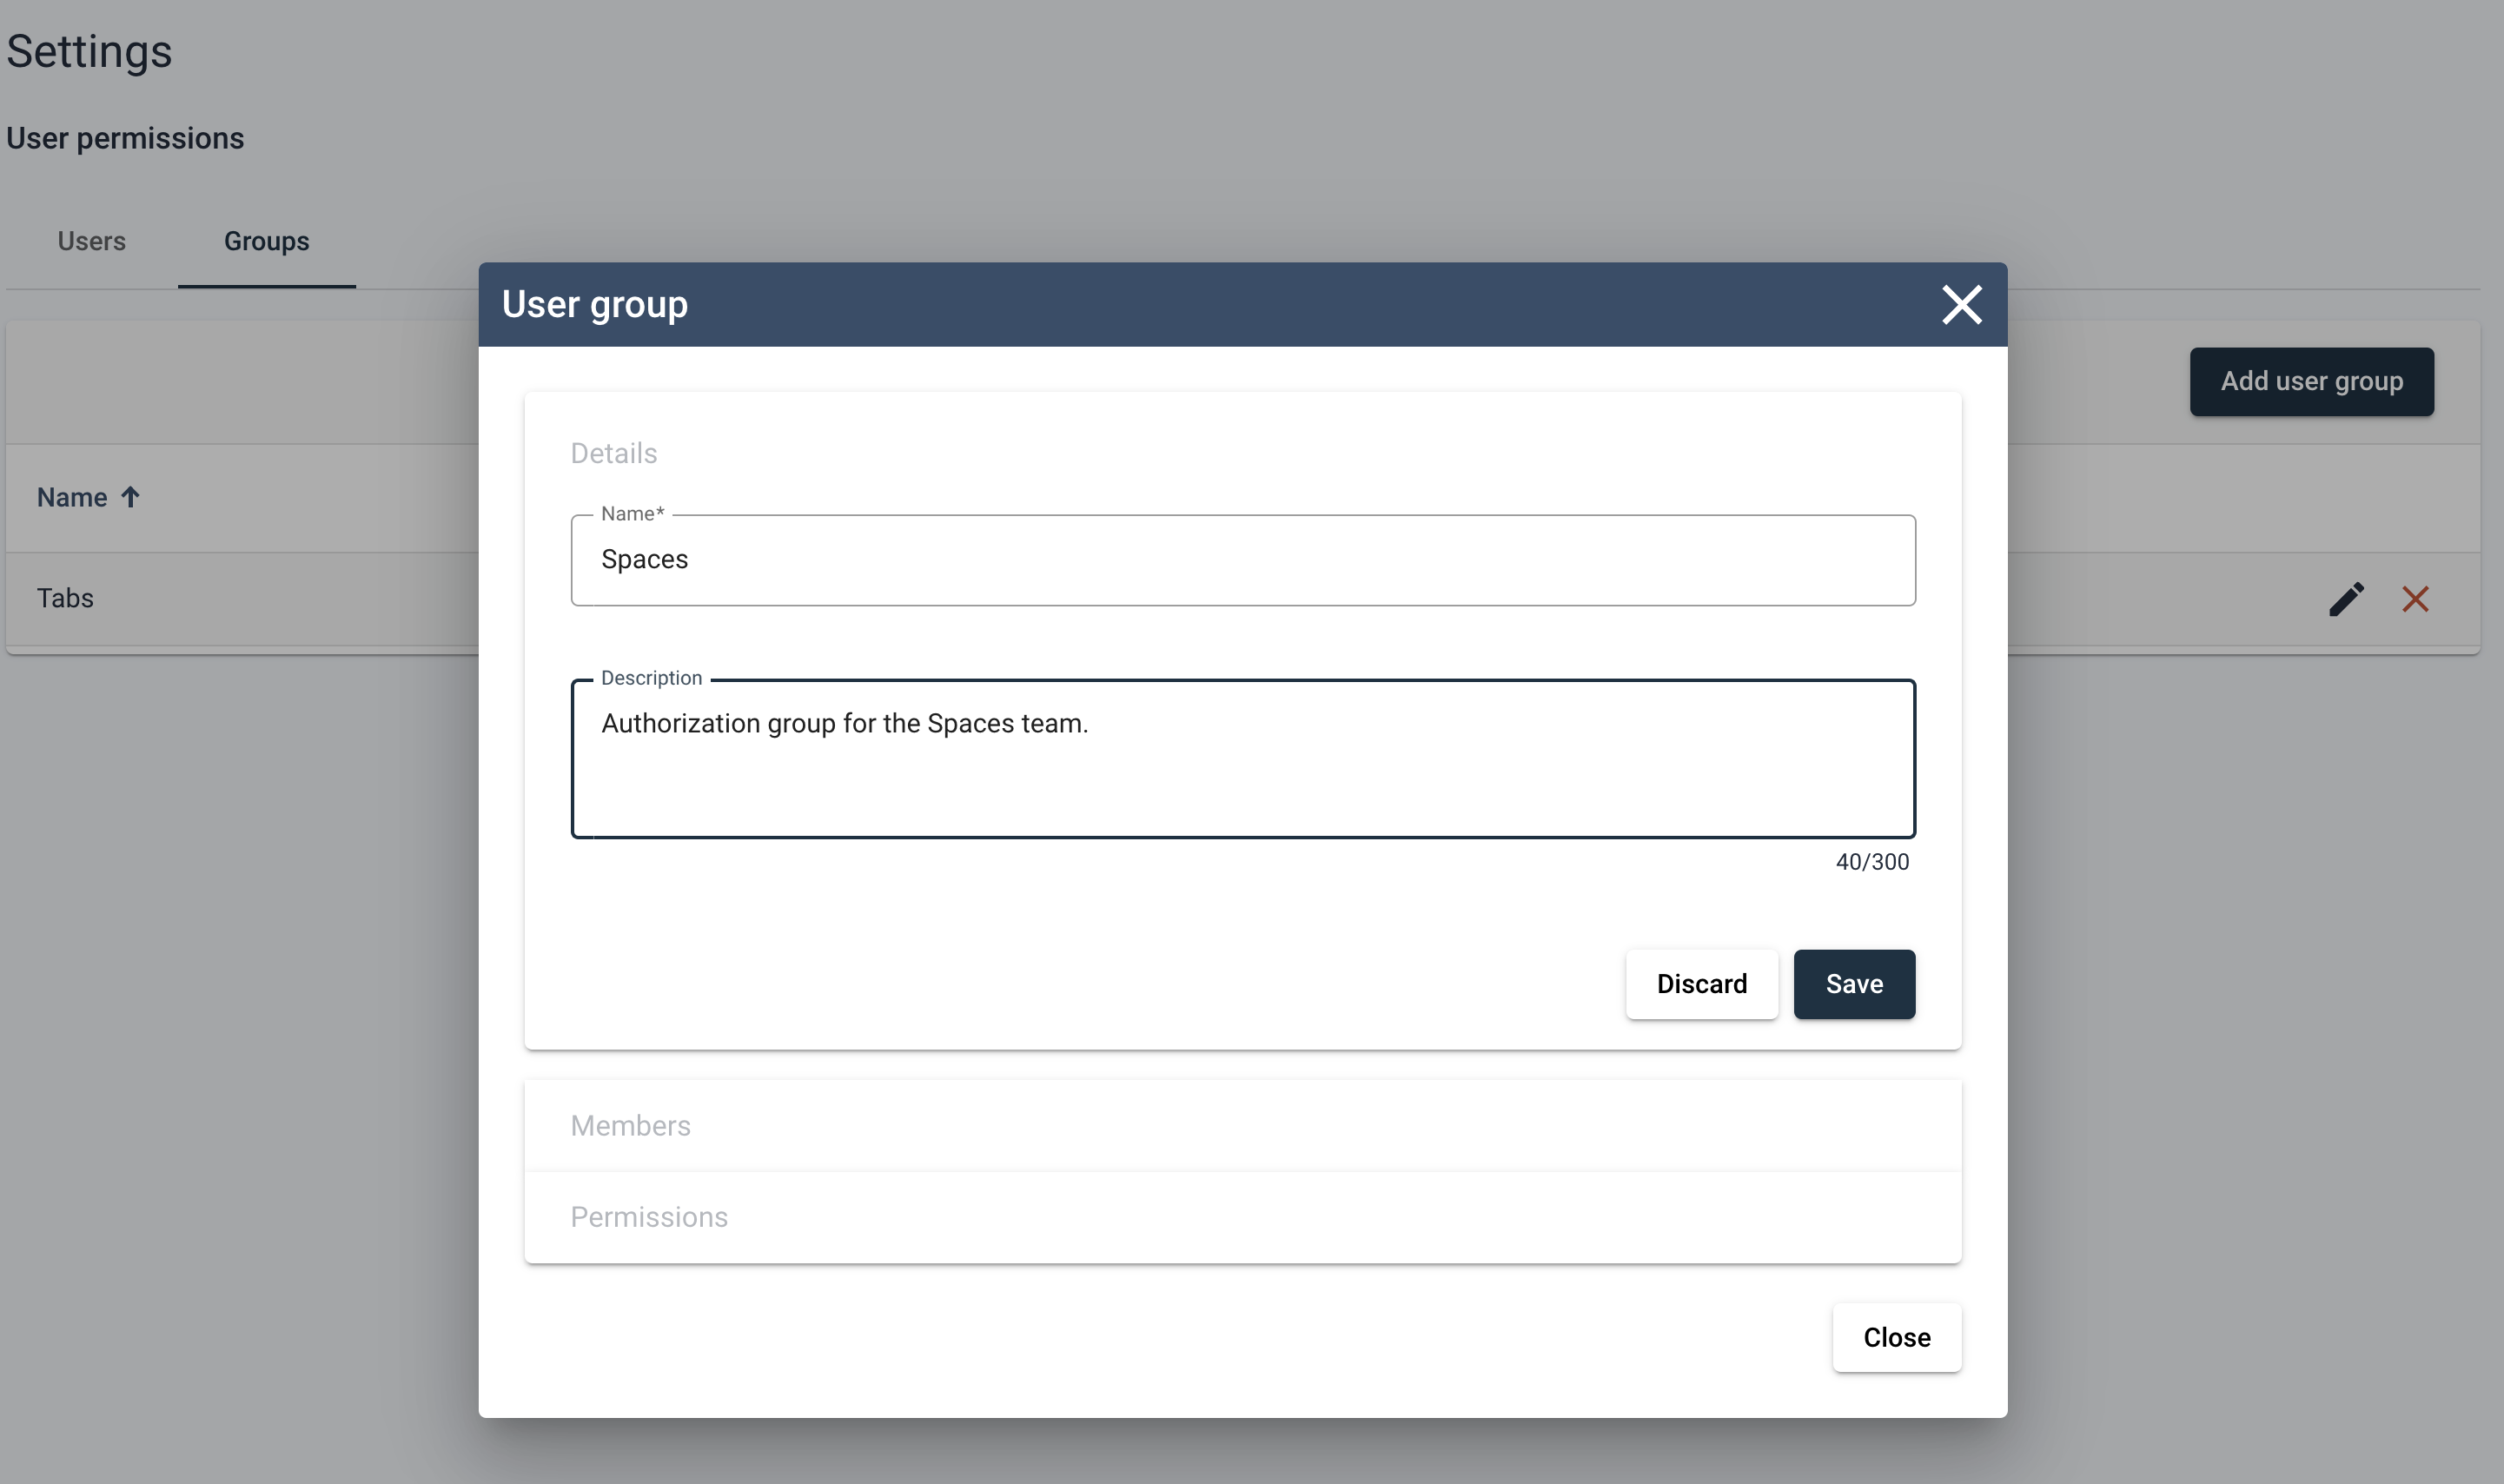 Settings
User permissions
Users Groups
User group
Add user group
Details
Name
Name*
Spaces
Tabs
Description
Authorization group for the Spaces team.
40/300
Discard Save
Members
Permissions
Close